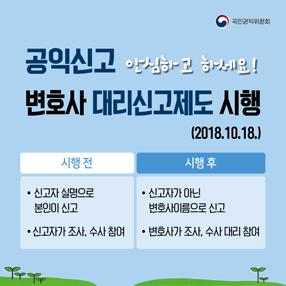 국민권익위원회
공익신고 안심하고 하세요!
변호사 대리신고제도 시행
(2018.10.18.)
시행 전
• 신고자 실명으로
본인이 신고
• 신고자가 조사, 수사 참여
시행 후
• 신고자가 아닌
변호사이름으로 신고
• 변호사가 조사, 수사 대리 참여